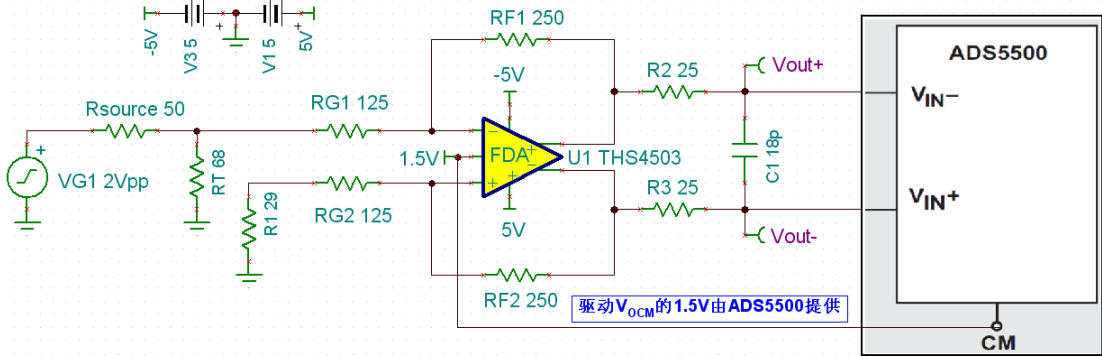 -5V
V3 5
+
V1 5
5V
+
Rsource 50
RG1 125
RF1 250
-5V
R2 25
Vout+
ADS5500
VIN−
+
VG1 2Vpp
RT 68
1.5V
−
FDA
+
−
+
+
U1 THS4503
C1 18p
R1 29
RG2 125
5V
R3 25
VIN+
Vout-
RF2 250
驱动VOCM的1.5V由ADS5500提供
CM